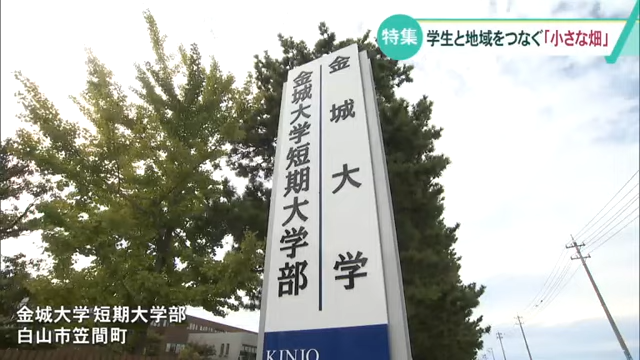 特集
学生と地域をつなぐ「小さな畑」
金城大学
金城大学短期大学部
KINJO
金城大学 短期大学部
白山市笠間町